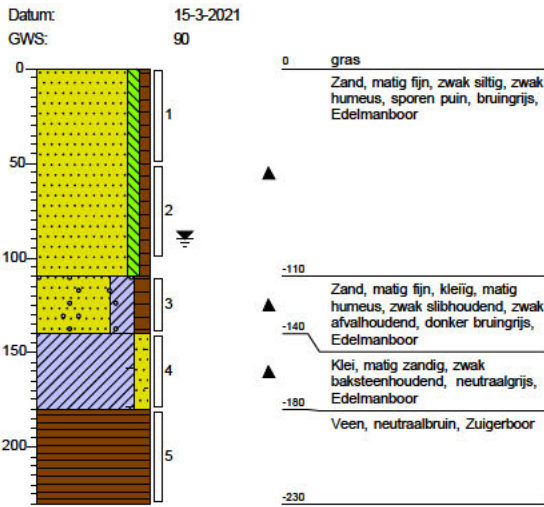 Datum: 15-3-2021
GWS: 90
0
50
100
150
200
1
2
3
4
5
0 gras
Zand, matig fijn, zwak siltig, zwak
humeus, sporen puin, bruingrijs,
Edelmanboor
-110
Zand, matig fijn, kleiïg, matig
humeus, zwak slibhoudend, zwak
afvalhoudend, donker bruingrijs,
Edelmanboor
-140
Klei, matig zandig, zwak
baksteenhoudend, neutraalgrijs,
Edelmanboor
-180
Veen, neutraalbruin, Zuigerboor
-230